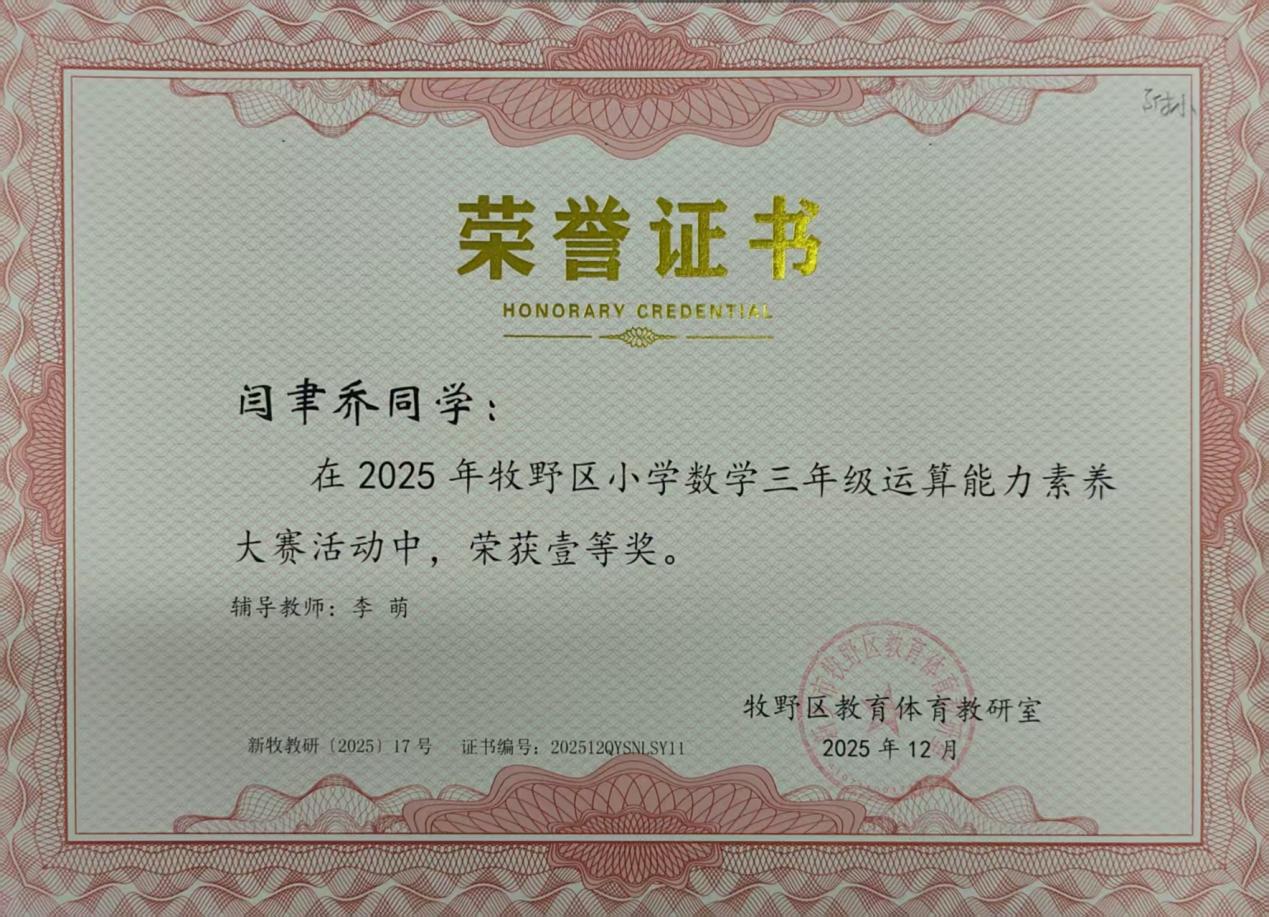 荣誉证书
HONORARY CREDENTIAL
闫聿乔同学：
在 2025 年牧野区小学数学三年级运算能力素养
大赛活动中，荣获壹等奖。
辅导教师：李 萌
牧野区教育体育教研室
新牧教研〔2025〕17 号 证书编号：202512QYSNLSY11
2025 年 12 月